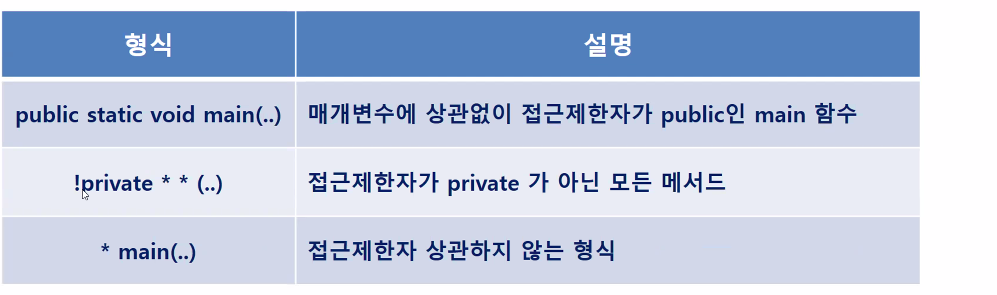 형식 설명
public static void main(..) 매개변수에 상관없이 접근제한자가 public인 main 함수
!private * * (..) 접근제한자가 private 가 아닌 모든 메서드
* main(..) 접근제한자 상관하지 않는 형식